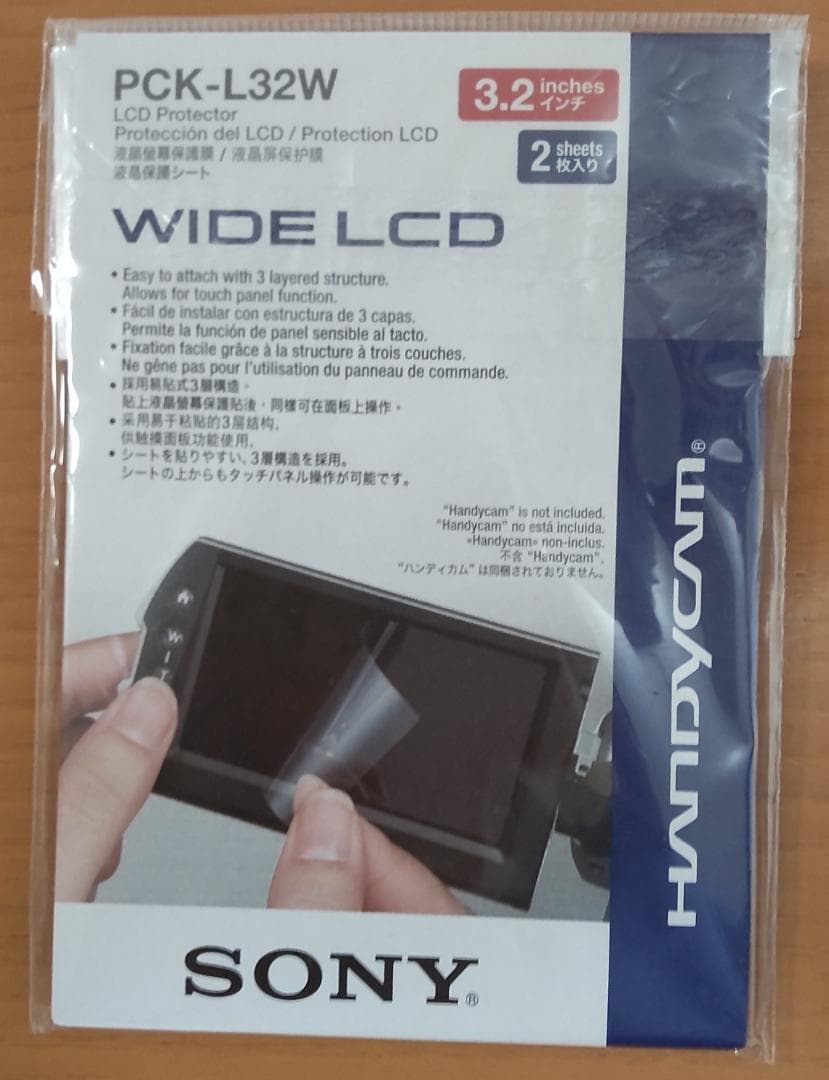 PCK-L32W
LCD Protector
Protección del LCD / Protection LCD
液晶螢幕保護膜 / 液晶屏保护膜
液晶保護シート
3.2 inches
インチ
2 sheets
枚入り
WIDE LCD
• Easy to attach with 3 layered structure.
Allows for touch panel function.
• Fácil de instalar con estructura de 3 capas.
Permite la función de panel sensible al tacto.
• Fixation facile grâce à la structure à trois couches.
Ne gêne pas pour l'utilisation du panneau de commande.
• 採用易貼式3層構造。
貼上液晶螢幕保護貼後，同樣可在面板上操作。
• 采用易于粘贴的3层结构，
供触摸面板功能使用。
• シートを貼りやすい、3層構造を採用。
シートの上からもタッチパネル操作が可能です。
"Handycam" is not included.
"Handycam" no está incluida.
«Handycam» non-inclus.
不含 "Handycam".
"ハンディカム" は同梱されておりません。
W
T
HANDYCAM®
SONY®